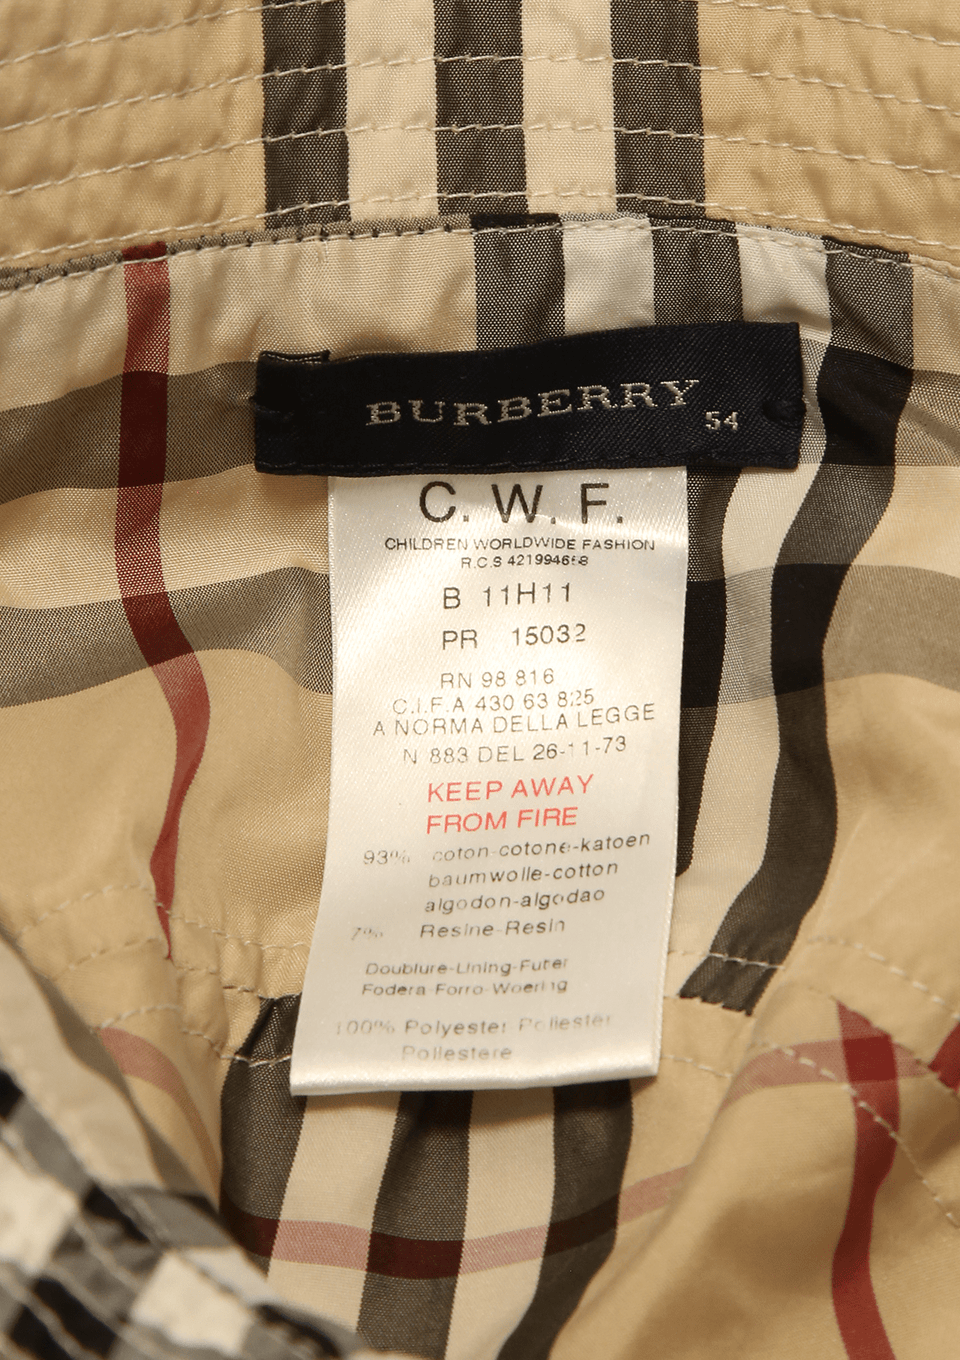 BURBERRY 54
C. W. F.
CHILDREN WORLDWIDE FASHION
R.C.S
B 11H11
PR 15032
RN 98 816
C.I.F.A 430 63 825
A NORMA DELLA LEGGE
N 883 DEL 26-11-73
KEEP AWAY
FROM FIRE
93% coton-cotone-katoen
baumwolle-cotton
algodon-algodao
7% Resine-Resin
Doublure-Lining-Futer
Fodera-Forro-Woering
100% Polyester Poliester
Poliestere